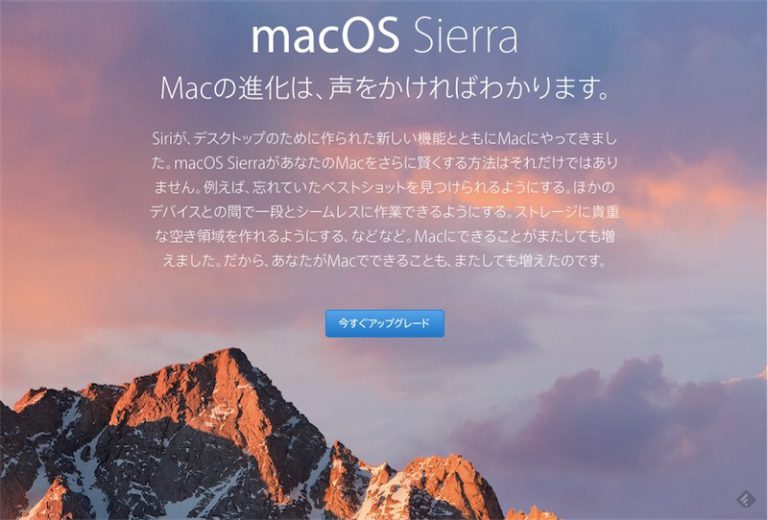 macOS Sierra
Macの進化は、声をかければわかります。
Siriが、デスクトップのために作られた新しい機能とともにMacにやってきまし
た。macOS SierraがあなたのMacをさらに賢くする方法はそれだけではあり
ません。例えば、忘れていたベストショットを見つけられるようにする。ほかの
デバイスとの間で一段とシームレスに作業できるようにする。ストレージに貴重
な空き領域を作れるようにする、などなど。Macにできることがまたしても増
えました。だから、あなたがMacでできることも、またしても増えたのです。
今すぐアップグレード